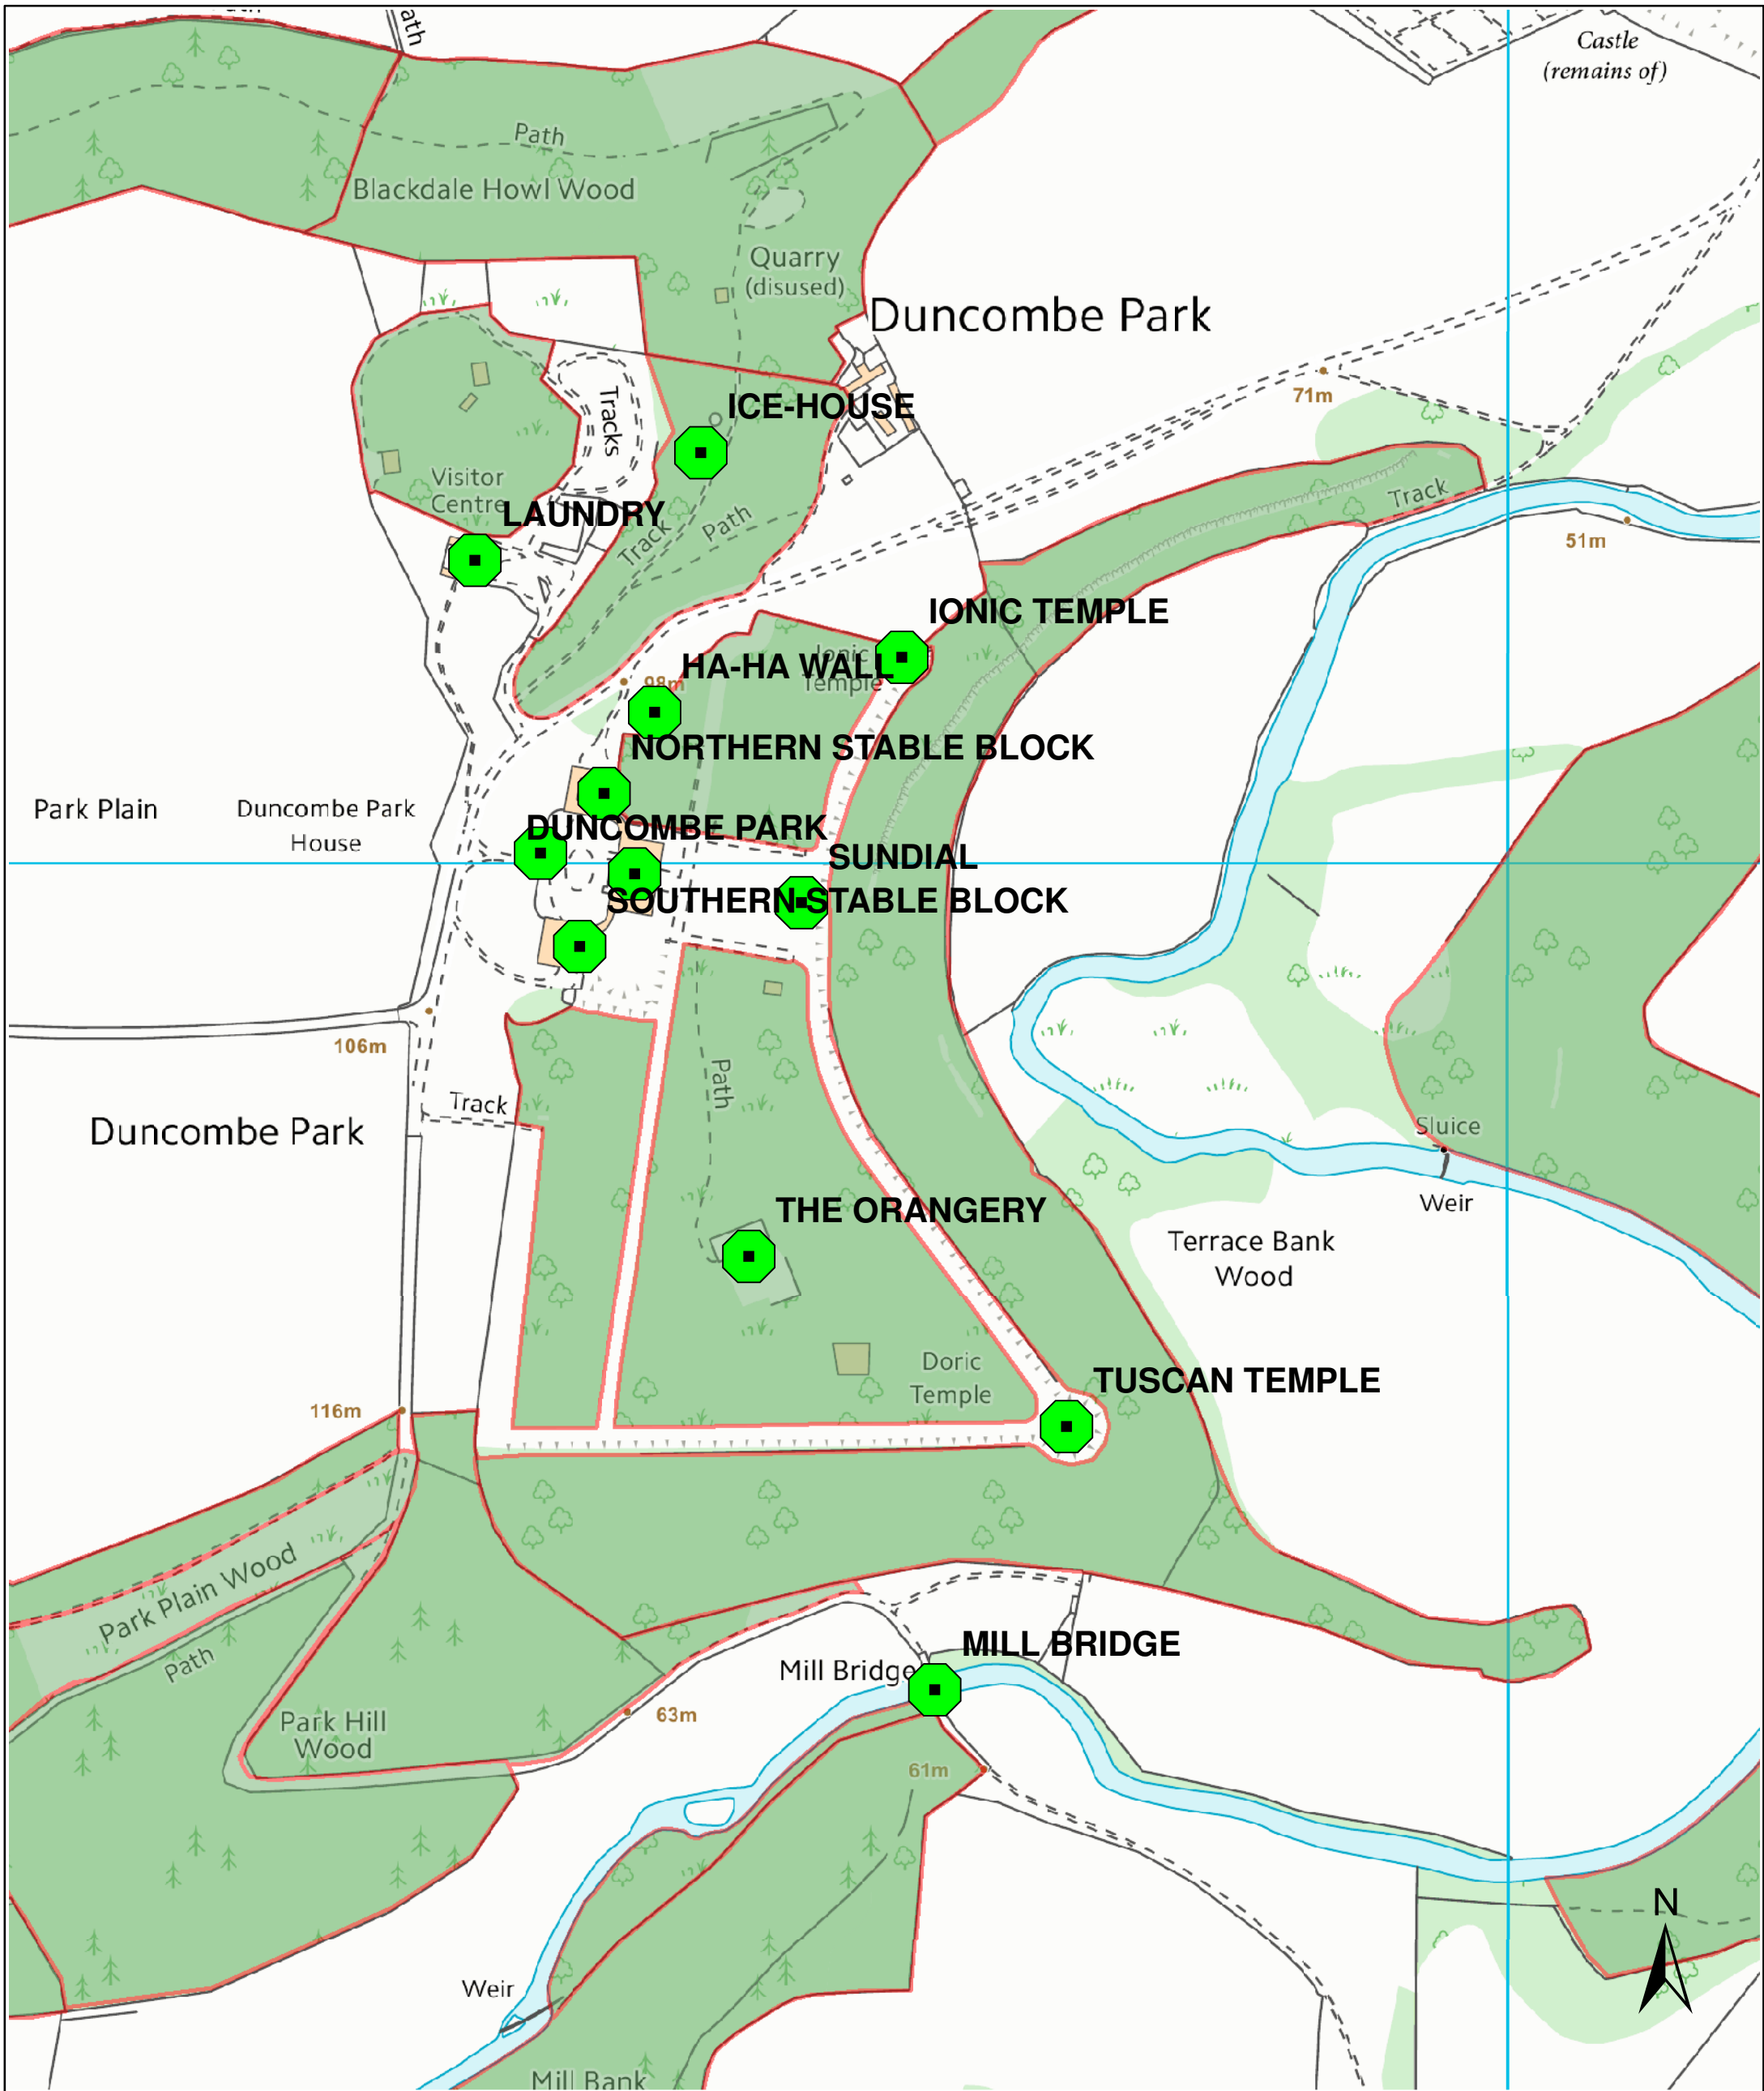 ath
Castle
(remains of)
Path
Blackdale Howl Wood
Quarry
(disused)
Duncombe Park
71m
Tracks
ICE-HOUSE
Visitor
Centre
LAUNDRY
Track
Path
Track
51m
IONIC TEMPLE
Ionic
Temple
HA-HA WALL
98m
NORTHERN STABLE BLOCK
Park Plain
Duncombe Park
House
DUNCOMBE PARK
SUNDIAL
SOUTHERN STABLE BLOCK
106m
Path
Track
Duncombe Park
Sluice
Weir
THE ORANGERY
Terrace Bank
Wood
Doric
Temple
TUSCAN TEMPLE
116m
Park Plain Wood
Path
MILL BRIDGE
Mill Bridge
63m
Park Hill
Wood
61m
N
Weir
Mill Bank